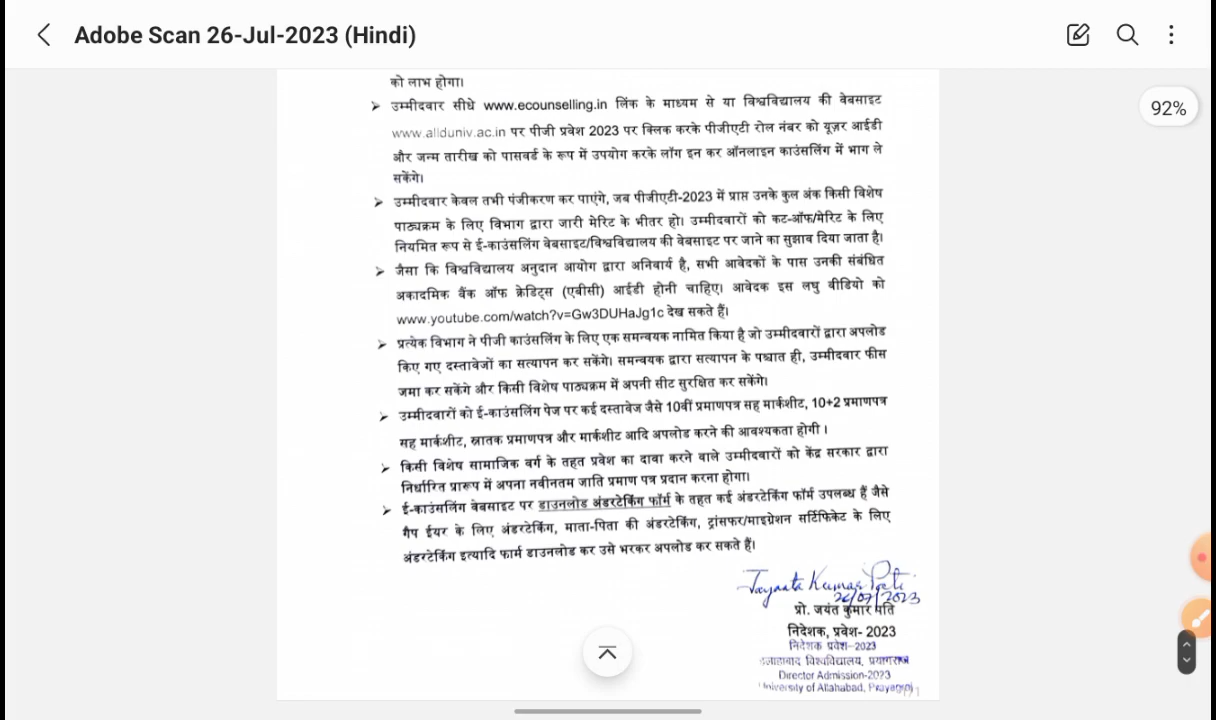 Adobe Scan 26-Jul-2023 (Hindi)
92%
को लाभ होगा।
➢ उम्मीदवार सीधे www.ecounselling.in लिंक के माध्यम से या विश्वविद्यालय की वेबसाइट
www.allduniv.ac.in पर पीजी प्रवेश 2023 पर क्लिक करके पीजीएटी रोल नंबर को यूज़र आईडी
और जन्म तारीख को पासवर्ड के रूप में उपयोग करके लॉग इन कर ऑनलाइन काउंसलिंग में भाग ले
सकेंगे।
➢ उम्मीदवार केवल तभी पंजीकरण कर पाएंगे, जब पीजीएटी-2023 में प्राप्त उनके कुल अंक किसी विशेष
पाठ्यक्रम के लिए विभाग द्वारा जारी मेरिट के भीतर हो। उम्मीदवारों को कट-ऑफ/मेरिट के लिए
नियमित रूप से ई-काउंसलिंग वेबसाइट/विश्वविद्यालय की वेबसाइट पर जाने का सुझाव दिया जाता है।
➢ जैसा कि विश्वविद्यालय अनुदान आयोग द्वारा अनिवार्य है, सभी आवेदकों के पास उनकी संबंधित
अकादमिक बैंक ऑफ क्रेडिट्स (एबीसी) आईडी होनी चाहिए। आवेदक इस लघु वीडियो को
www.youtube.com/watch?v=Gw3DUHaJg1c देख सकते हैं।
➢ प्रत्येक विभाग ने पीजी काउंसलिंग के लिए एक समन्वयक नामित किया है जो उम्मीदवारों द्वारा अपलोड
किए गए दस्तावेजों का सत्यापन कर सकेंगे। समन्वयक द्वारा सत्यापन के पश्चात ही, उम्मीदवार फीस
जमा कर सकेंगे और किसी विशेष पाठ्यक्रम में अपनी सीट सुरक्षित कर सकेंगे।
➢ उम्मीदवारों को ई-काउंसलिंग पेज पर कई दस्तावेज जैसे 10वीं प्रमाणपत्र सह मार्कशीट, 10+2 प्रमाणपत्र
सह मार्कशीट, स्नातक प्रमाणपत्र और मार्कशीट आदि अपलोड करने की आवश्यकता होगी ।
➢ किसी विशेष सामाजिक वर्ग के तहत प्रवेश का दावा करने वाले उम्मीदवारों को केंद्र सरकार द्वारा
निर्धारित प्रारूप में अपना नवीनतम जाति प्रमाण पत्र प्रदान करना होगा।
➢ ई-काउंसलिंग वेबसाइट पर डाउनलोड अंडरटेकिंग फॉर्म के तहत कई अंडरटेकिंग फॉर्म उपलब्ध हैं जैसे
गैप ईयर के लिए अंडरटेकिंग, माता-पिता की अंडरटेकिंग, ट्रांसफर/माइग्रेशन सर्टिफिकेट के लिए
अंडरटेकिंग इत्यादि फार्म डाउनलोड कर उसे भरकर अपलोड कर सकते हैं।
Jayanta Kumar Pati
26/07/2023
प्रो. जयंत कुमार पति
निदेशक, प्रवेश- 2023
निदेशक प्रवेश-2023
इलाहाबाद विश्वविद्यालय, प्रयागराज
Director Admission-2023
University of Allahabad, Prayagraj